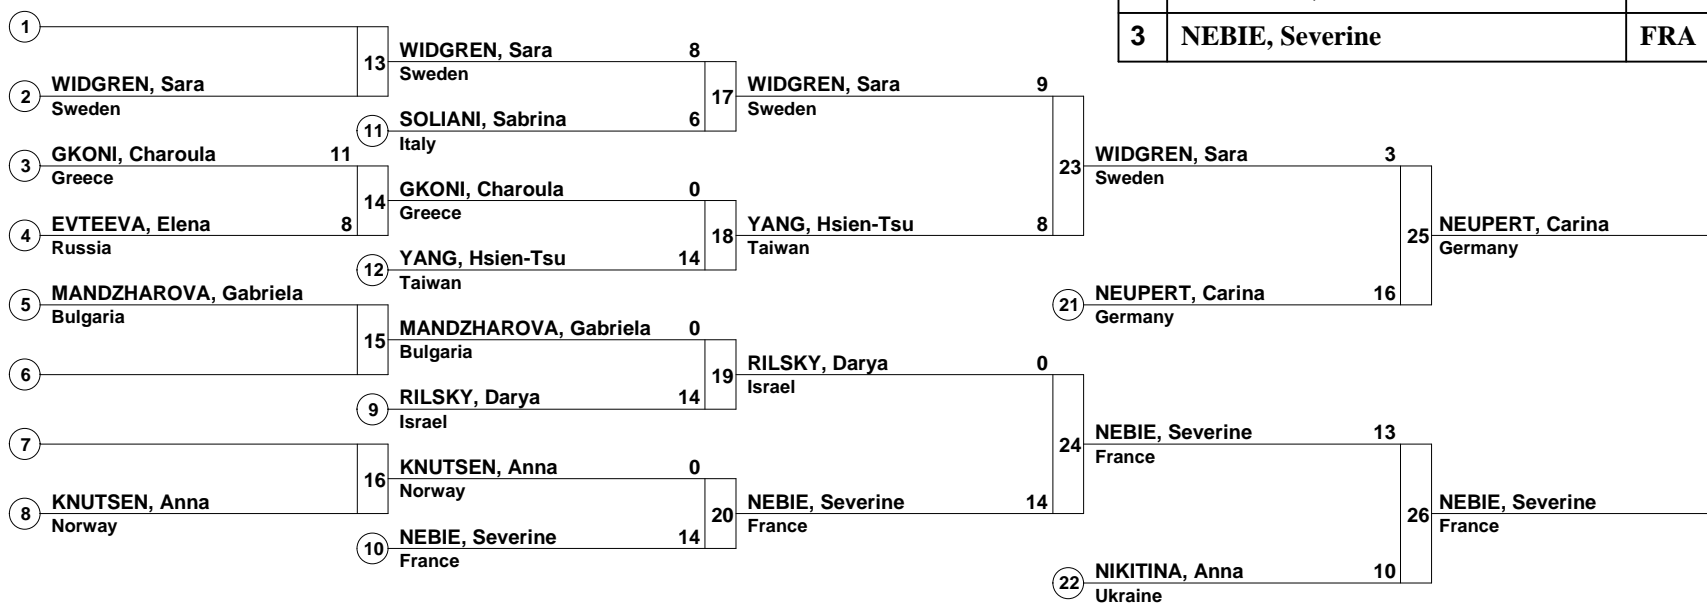 3 NEBIE, Severine FRA
1
13 WIDGREN, Sara 8
Sweden
2 WIDGREN, Sara
Sweden
17 WIDGREN, Sara 9
Sweden
11 SOLIANI, Sabrina 6
Italy
3 GKONI, Charoula 11
Greece
23 WIDGREN, Sara 3
Sweden
14 GKONI, Charoula 0
Greece
4 EVTEEVA, Elena 8
Russia
18 YANG, Hsien-Tsu 8
Taiwan
25 NEUPERT, Carina
Germany
12 YANG, Hsien-Tsu 14
Taiwan
5 MANDZHAROVA, Gabriela
Bulgaria
21 NEUPERT, Carina 16
Germany
15 MANDZHAROVA, Gabriela 0
Bulgaria
6
19 RILSKY, Darya 0
Israel
9 RILSKY, Darya 14
Israel
7
24 NEBIE, Severine 13
France
16 KNUTSEN, Anna 0
Norway
8 KNUTSEN, Anna
Norway
20 NEBIE, Severine 14
France
26 NEBIE, Severine
France
10 NEBIE, Severine 14
France
22 NIKITINA, Anna 10
Ukraine